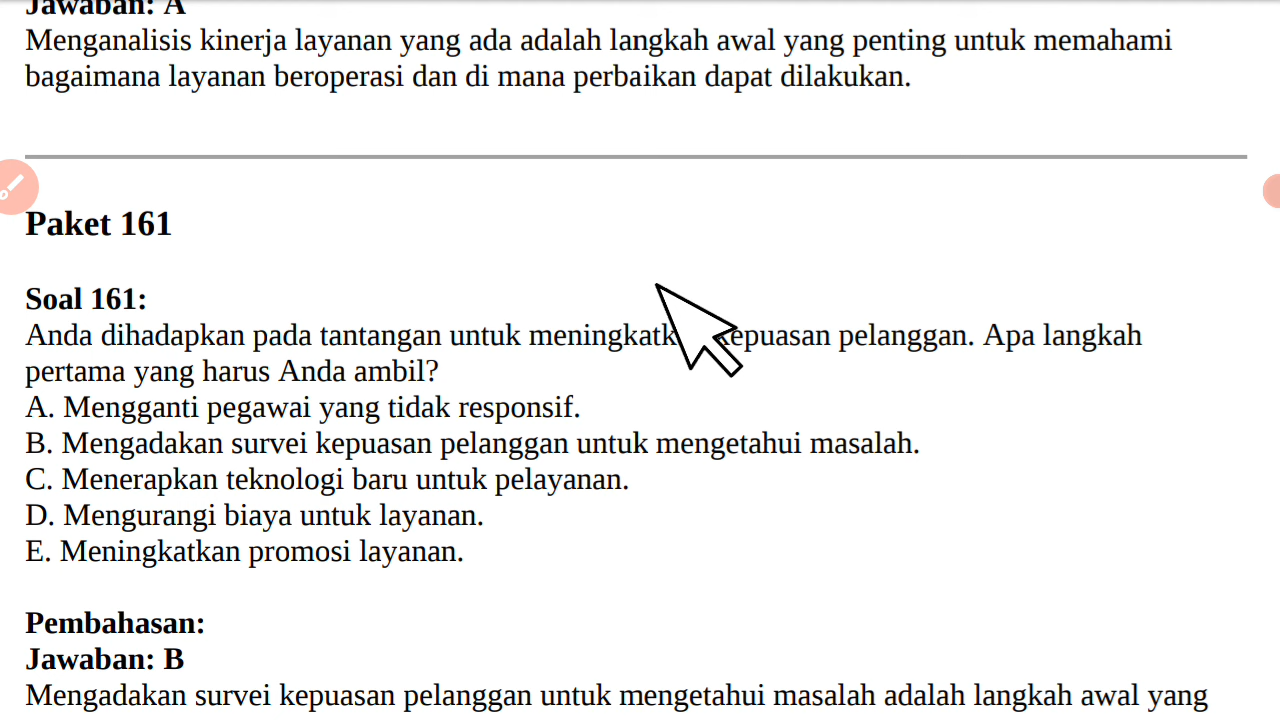 Jawaban: A
Menganalisis kinerja layanan yang ada adalah langkah awal yang penting untuk memahami
bagaimana layanan beroperasi dan di mana perbaikan dapat dilakukan.
Paket 161
Soal 161:
Anda dihadapkan pada tantangan untuk meningkatk kepuasan pelanggan. Apa langkah
pertama yang harus Anda ambil?
A. Mengganti pegawai yang tidak responsif.
B. Mengadakan survei kepuasan pelanggan untuk mengetahui masalah.
C. Menerapkan teknologi baru untuk pelayanan.
D. Mengurangi biaya untuk layanan.
E. Meningkatkan promosi layanan.
Pembahasan:
Jawaban: B
Mengadakan survei kepuasan pelanggan untuk mengetahui masalah adalah langkah awal yang